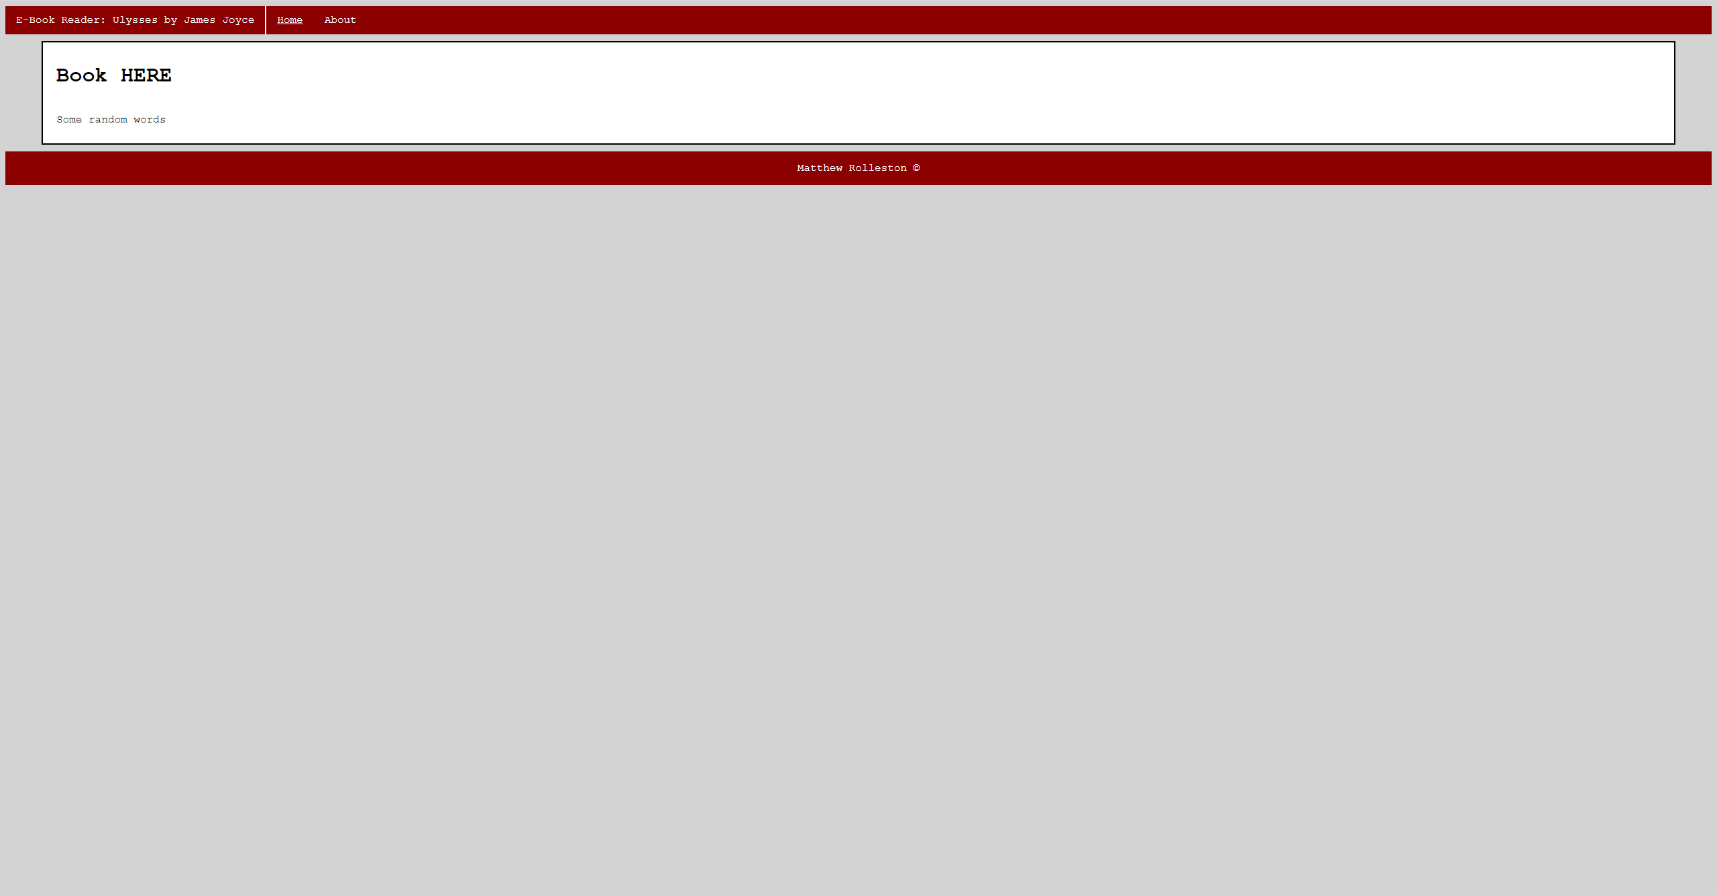 E-Book Reader: Ulysses by James Joyce Home About
Book HERE
Some random words
Matthew Rolleston ©